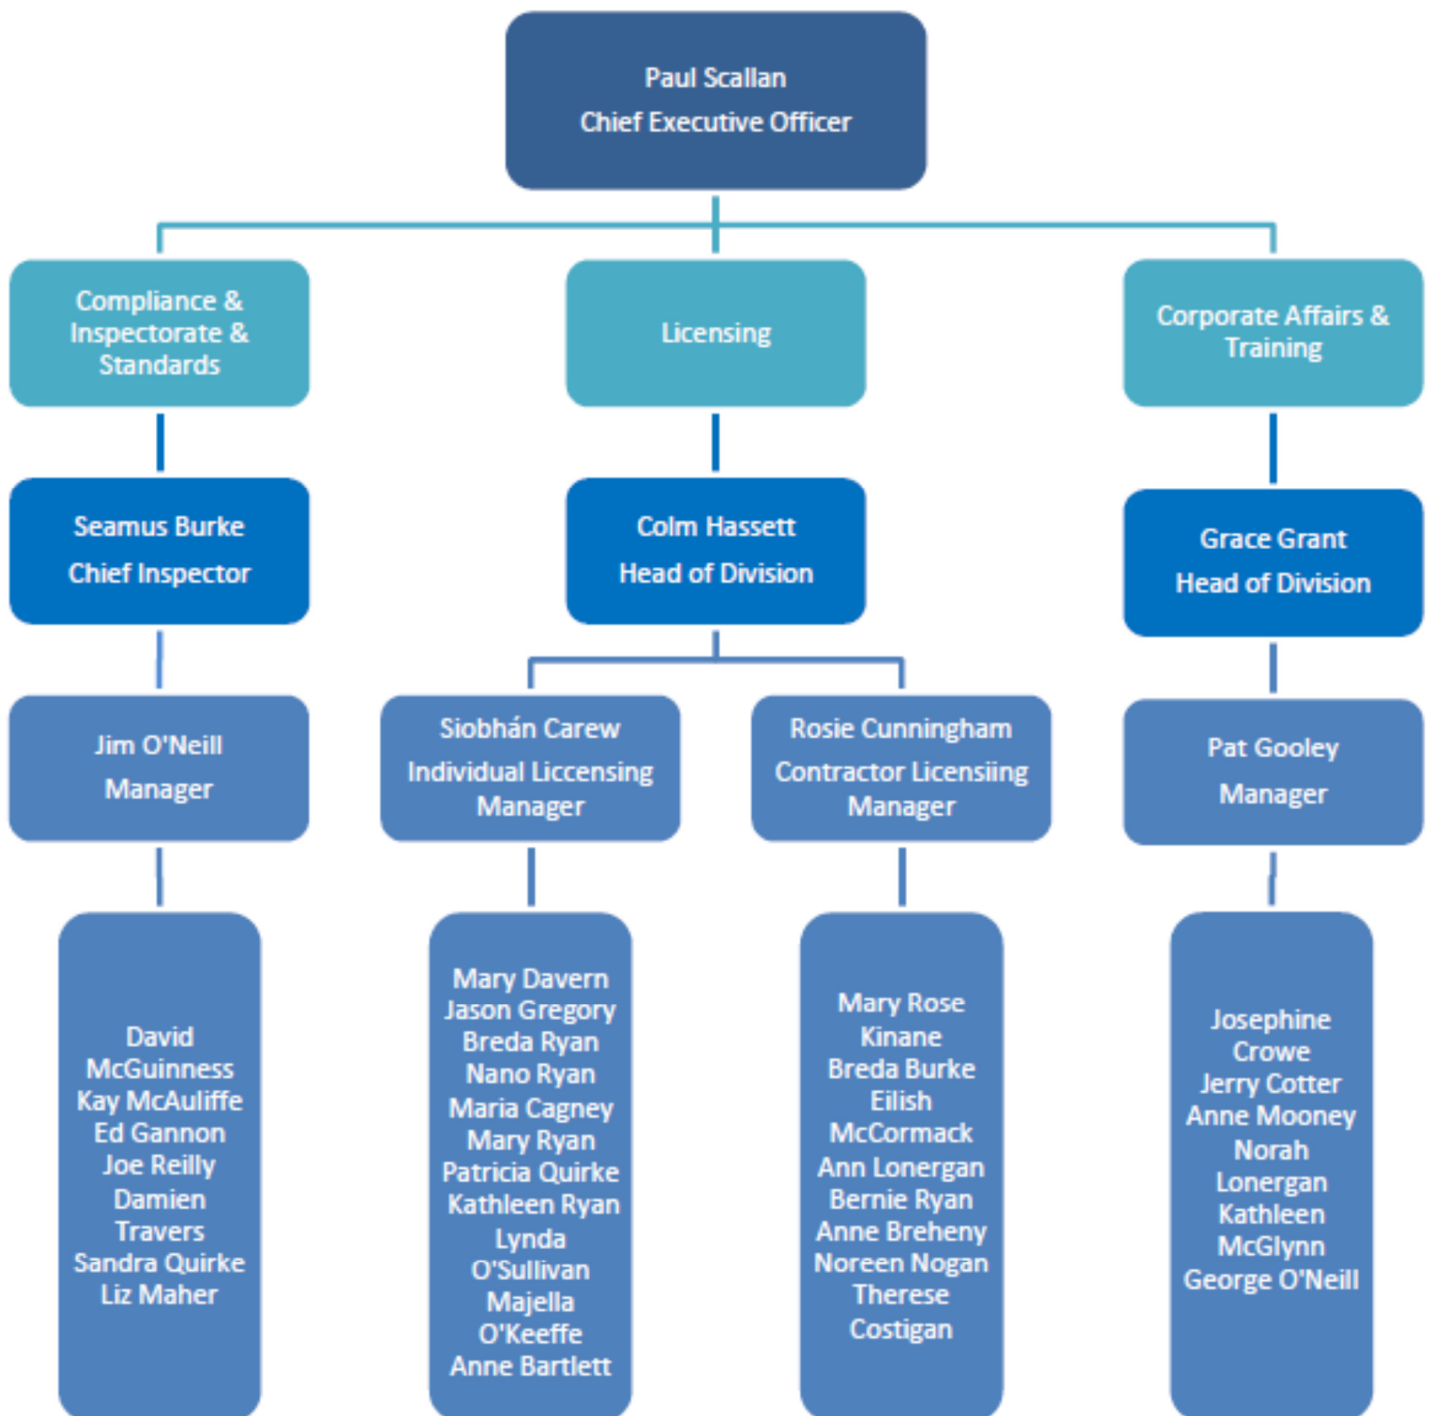 Paul Scallan
Chief Executive Officer
Compliance &
Inspectorate &
Standards
Licensing
Corporate Affairs &
Training
Seamus Burke
Chief Inspector
Colm Hassett
Head of Division
Grace Grant
Head of Division
Jim O'Neill
Manager
Siobhán Carew
Individual Liccensing
Manager
Rosie Cunningham
Contractor Licensiing
Manager
Pat Gooley
Manager
David
McGuinness
Kay McAuliffe
Ed Gannon
Joe Reilly
Damien
Travers
Sandra Quirke
Liz Maher
Mary Davern
Jason Gregory
Breda Ryan
Nano Ryan
Maria Cagney
Mary Ryan
Patricia Quirke
Kathleen Ryan
Lynda
O'Sullivan
Majella
O'Keeffe
Anne Bartlett
Mary Rose
Kinane
Breda Burke
Eilish
McCormack
Ann Lonergan
Bernie Ryan
Anne Breheny
Noreen Nogan
Therese
Costigan
Josephine
Crowe
Jerry Cotter
Anne Mooney
Norah
Lonergan
Kathleen
McGlynn
George O'Neill